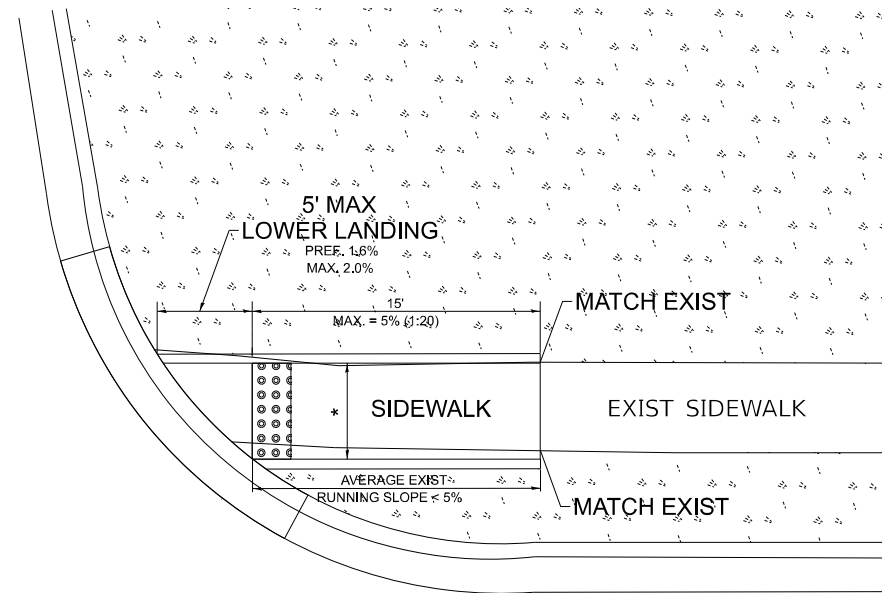 5' MAX
LOWER LANDING
PREF. 1.6%
MAX. 2.0%
15'
MAX. = 5% (1:20)
MATCH EXIST
*
SIDEWALK
EXIST SIDEWALK
AVERAGE EXIST
RUNNING SLOPE < 5%
MATCH EXIST